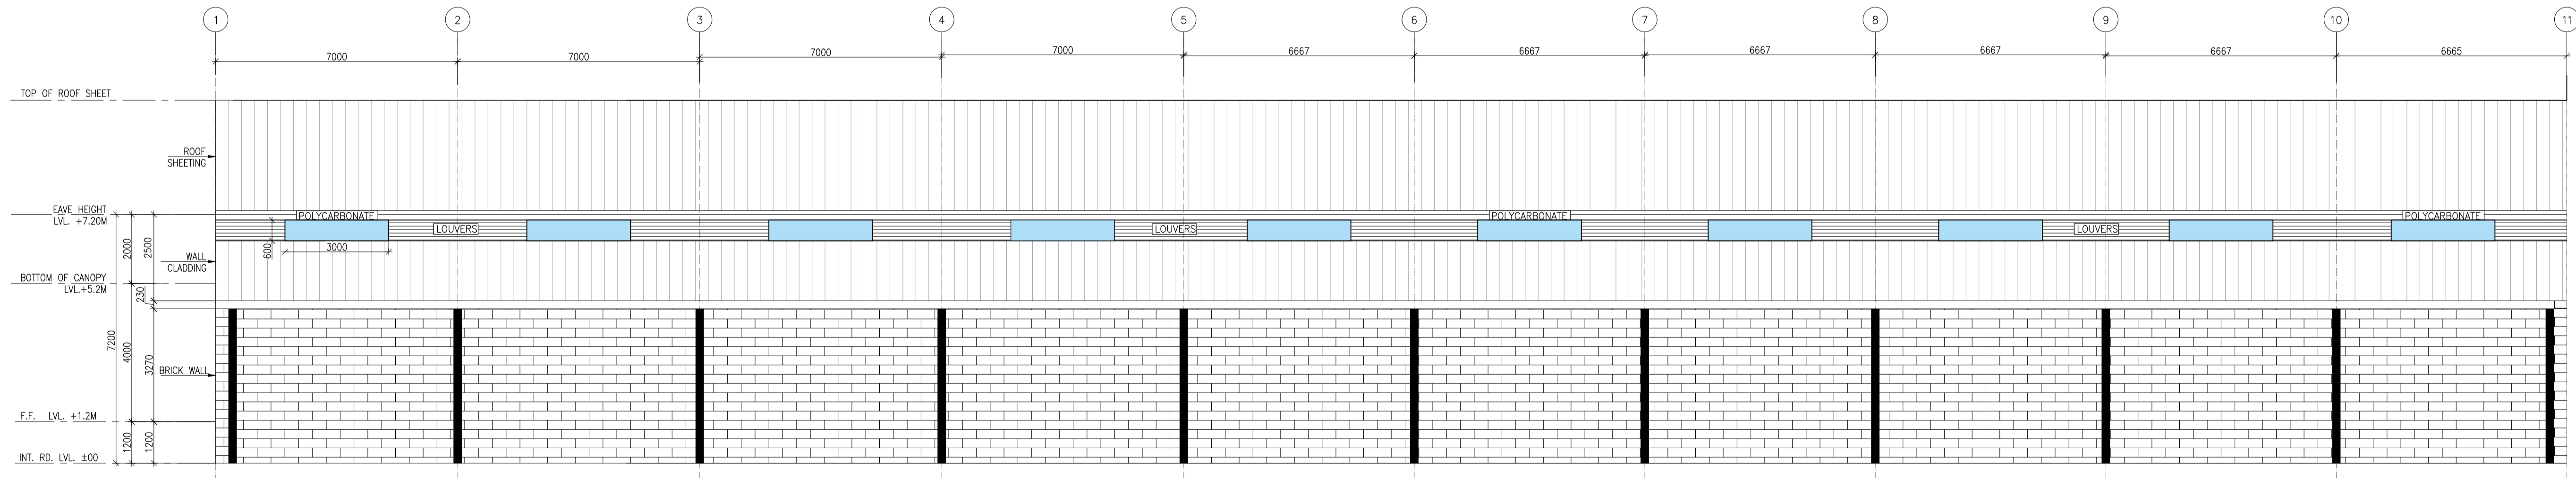 1 2 3 4 5 6 7 8 9 10 11
7000 7000 7000 7000 6667 6667 6667 6667 6667 6665
TOP OF ROOF SHEET
ROOF
SHEETING
EAVE HEIGHT
LVL. +7.20M
POLYCARBONATE POLYCARBONATE POLYCARBONATE
LOUVERS LOUVERS LOUVERS
600
3000
2000
2500
WALL
CLADDING
BOTTOM OF CANOPY
LVL.+5.2M
230
7200
4000
3270
BRICK WALL
F.F. LVL. +1.2M
1200
1200
INT. RD. LVL. ±00